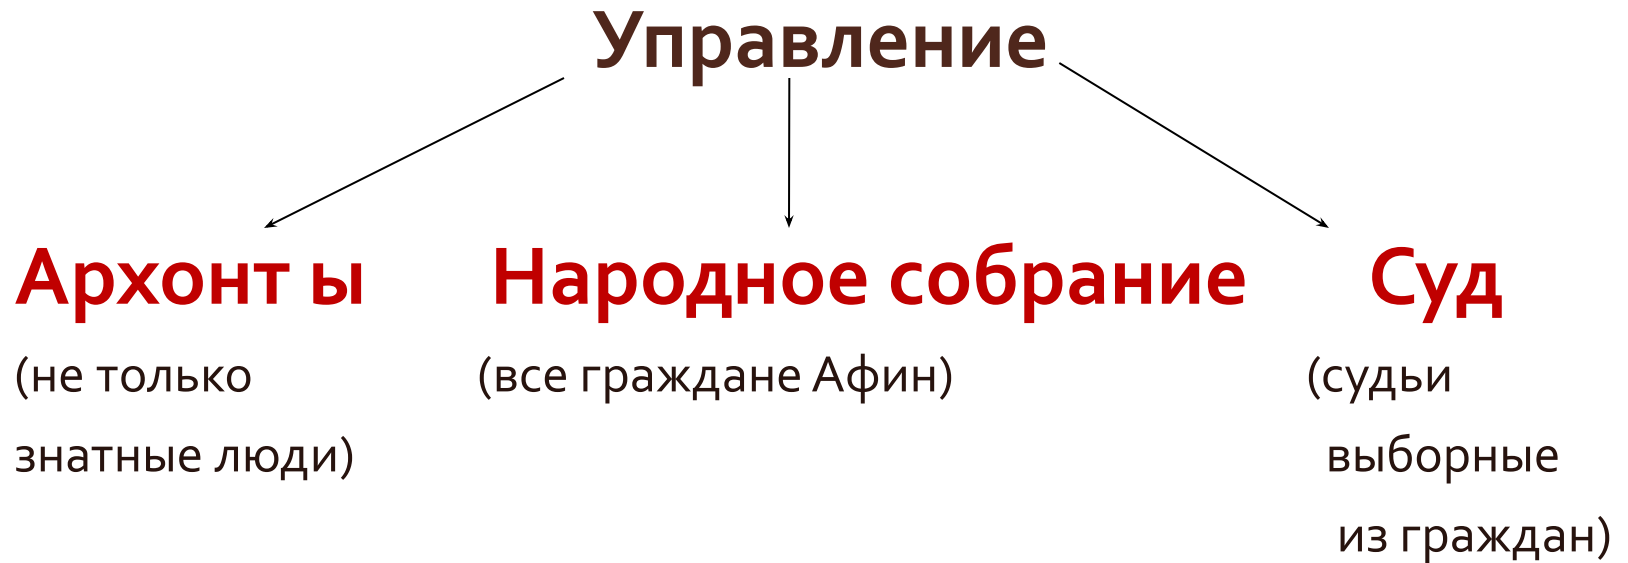 Управление
Архонт ы Народное собрание Суд
(не только (все граждане Афин) (судьи
знатные люди) выборные
из граждан)